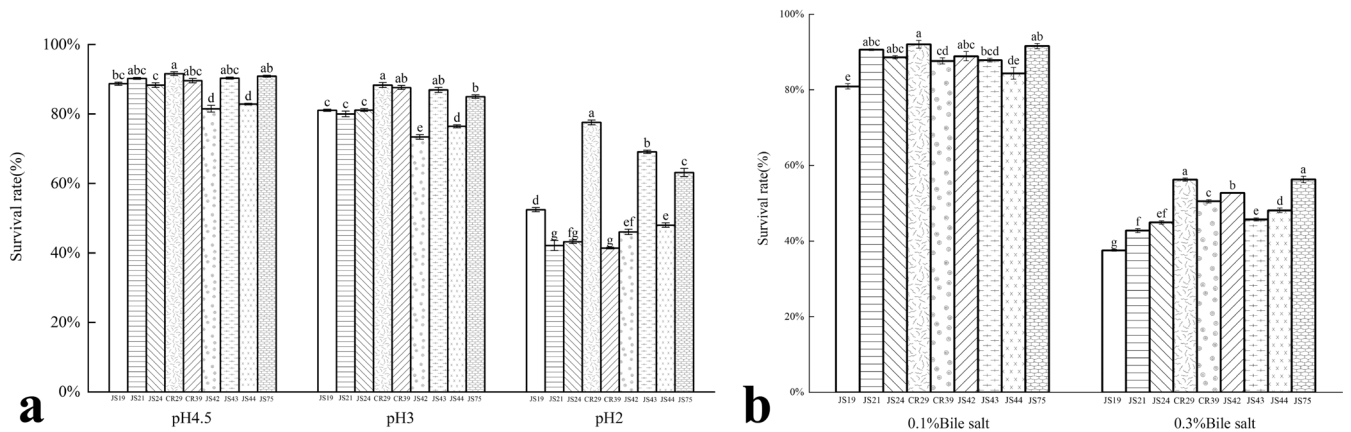 100%
80%
60%
40%
20%
0%
Survival rate(%)
bc abc c a abc d abc d ab
c c c a ab e a d b
d g fg a g ef b e c
JS19 JS21 JS24 CR29 CR39 JS42 JS43 JS44 JS75
JS19 JS21 JS24 CR29 CR39 JS42 JS43 JS44 JS75
JS19 JS21 JS24 CR29 CR39 JS42 JS43 JS44 JS75
pH4.5 pH3 pH2
a
100%
80%
60%
40%
20%
0%
Survival rate(%)
e abc abc a cd abc bcd de ab
g f ef a c b e d a
JS19 JS21 JS24 CR29 CR39 JS42 JS43 JS44 JS75
JS19 JS21 JS24 CR29 CR39 JS42 JS43 JS44 JS75
0.1%Bile salt 0.3%Bile salt
b